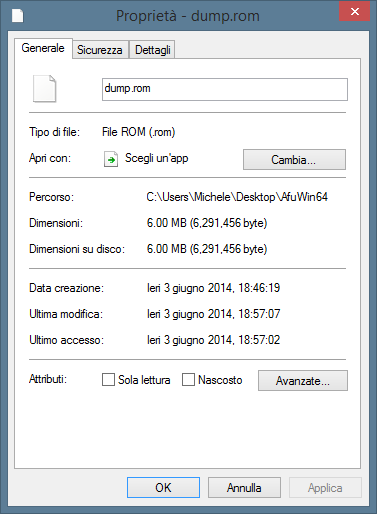 Proprietà - dump.rom
Generale Sicurezza Dettagli
dump.rom
Tipo di file: File ROM (.rom)
Apri con: Scegli un'app Cambia...
Percorso: C:\Users\Michele\Desktop\AfuWin64
Dimensioni: 6.00 MB (6,291,456 byte)
Dimensioni su disco: 6.00 MB (6,291,456 byte)
Data creazione: Ieri 3 giugno 2014, 18:46:19
Ultima modifica: Ieri 3 giugno 2014, 18:57:07
Ultimo accesso: Ieri 3 giugno 2014, 18:57:02
Attributi: Sola lettura Nascosto Avanzate...
OK Annulla Applica